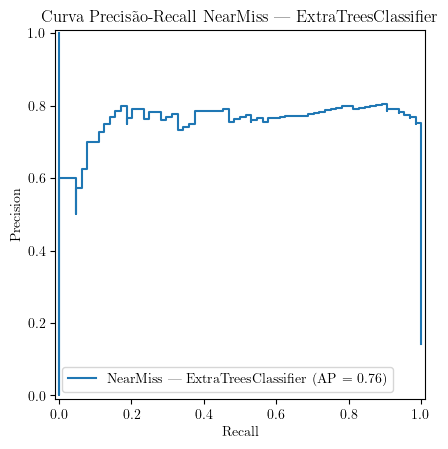 Curva Precisão-Recall NearMiss — ExtraTreesClassifier
1.0
0.8
0.6
0.4
0.2
0.0
Precision
NearMiss — ExtraTreesClassifier (AP = 0.76)
0.0 0.2 0.4 0.6 0.8 1.0
Recall